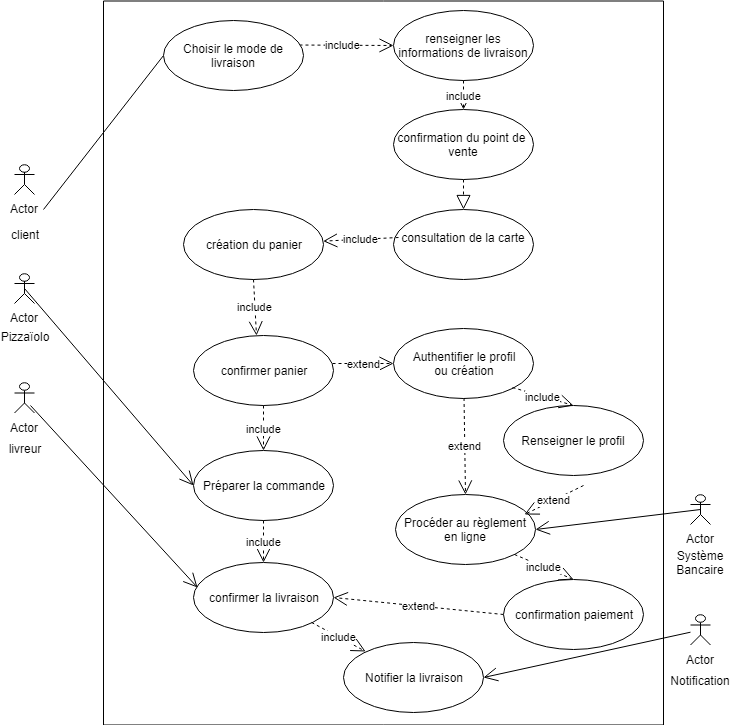 Choisir le mode de
livraison
include
renseigner les
informations de livraison
include
confirmation du point de
vente
Actor
client
création du panier
include
consultation de la carte
include
Actor
Pizzaïolo
confirmer panier
extend
Authentifier le profil
ou création
include
Actor
livreur
include
extend
Renseigner le profil
Préparer la commande
extend
Procéder au règlement
en ligne
Actor
Système
Bancaire
include
include
confirmer la livraison
extend
confirmation paiement
include
Notifier la livraison
Actor
Notification